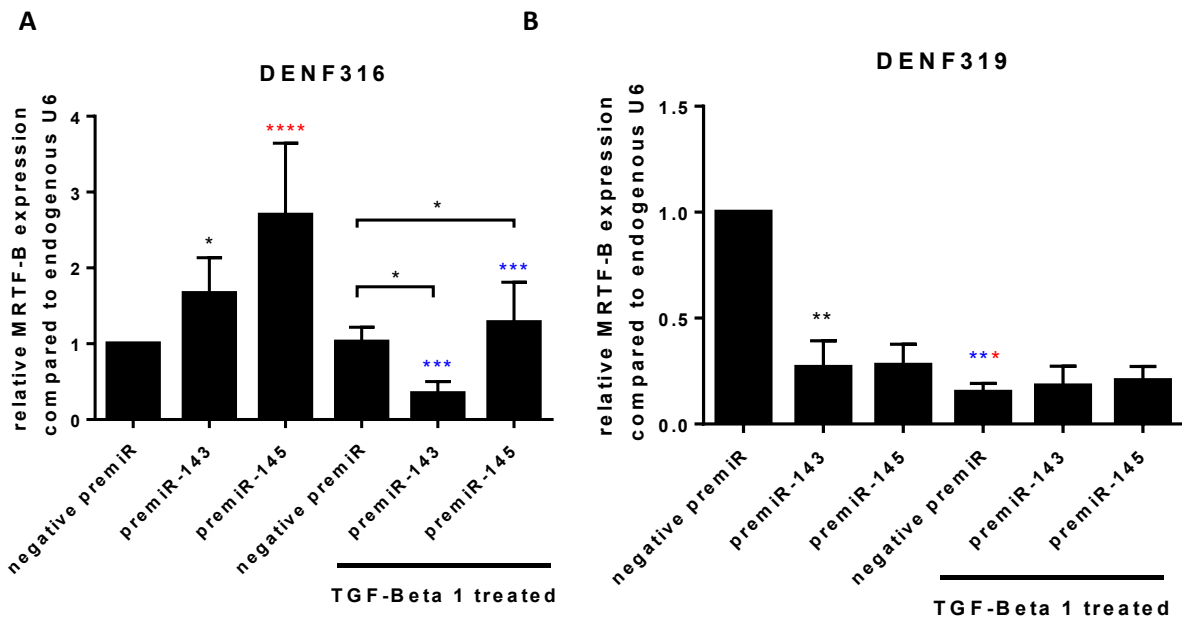 A
DENF316
relative MRTF-B expression
compared to endogenous U6
4
3
2
1
0
*
****
*
*
***
***
negative premiR
premiR-143
premiR-145
negative premiR
premiR-143
premiR-145
TGF-Beta 1 treated
B
DENF319
relative MRTF-B expression
compared to endogenous U6
1.5
1.0
0.5
0.0
**
***
negative premiR
premiR-143
premiR-145
negative premiR
premiR-143
premiR-145
TGF-Beta 1 treated